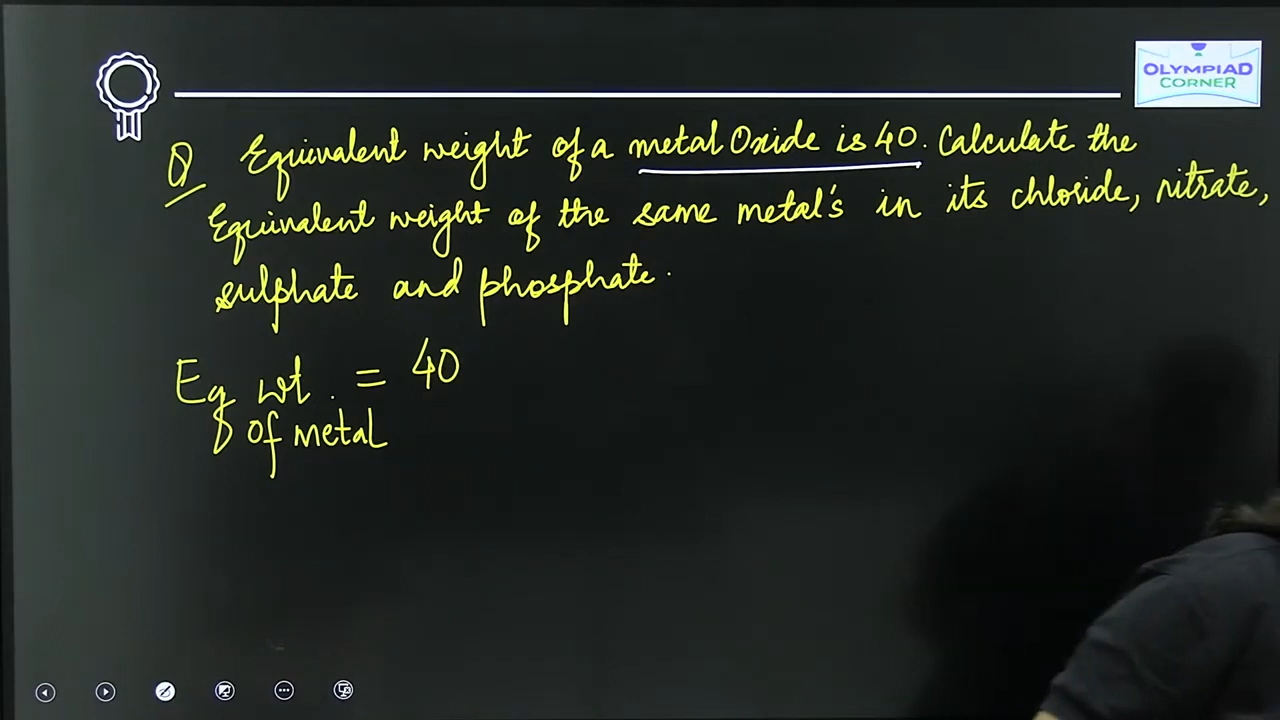 OLYMPIAD
CORNER
Q Equivalent weight of a metal Oxide is 40. Calculate the
Equivalent weight of the same metal's in its chloride, nitrate,
sulphate and phosphate.
Eq wt. = 40
of metal